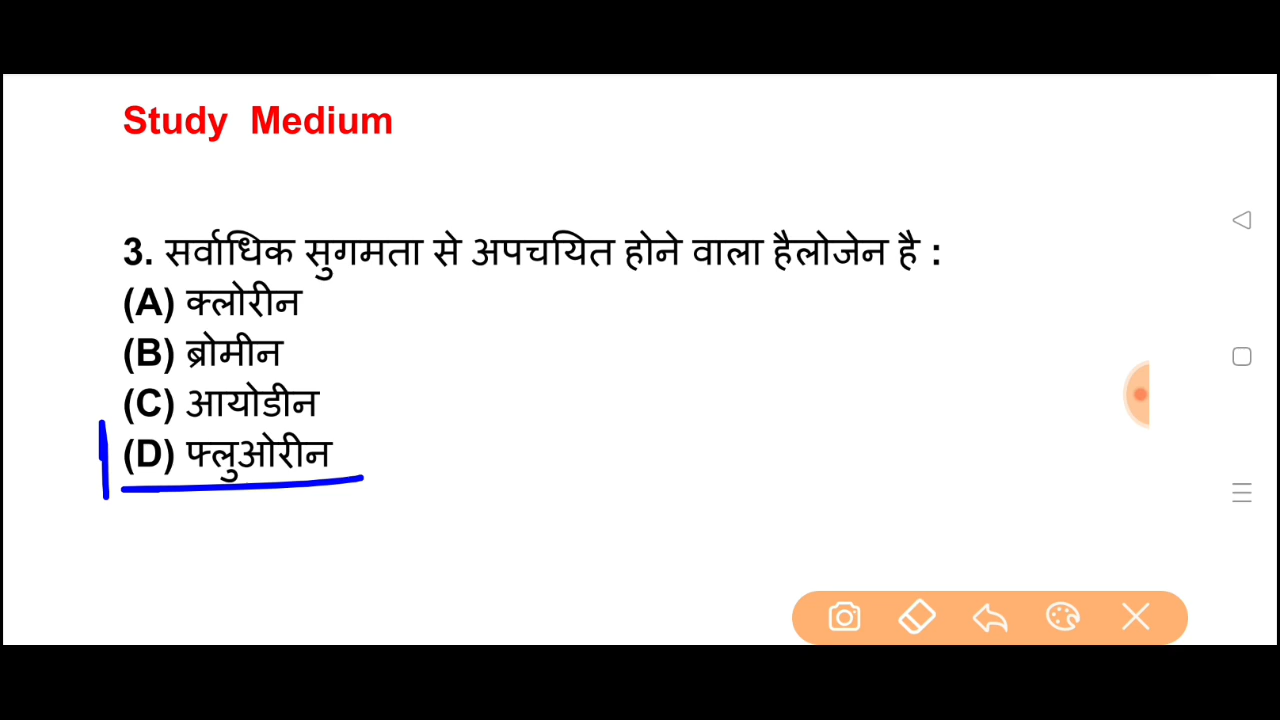 Study Medium
3. सर्वाधिक सुगमता से अपचयित होने वाला हैलोजेन है :
(A) क्लोरीन
(B) ब्रोमीन
(C) आयोडीन
(D) फ्लुओरीन